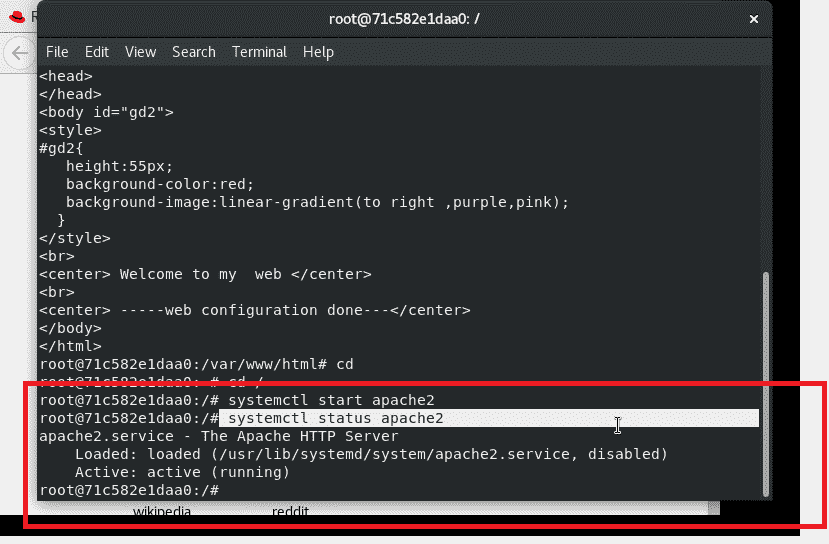 root@71c582e1daa0: /
File Edit View Search Terminal Help
<head>
</head>
<body id="gd2">
<style>
#gd2{
   height:55px;
   background-color:red;
   background-image:linear-gradient(to right ,purple,pink);
  }
</style>
<br>
<center> Welcome to my  web </center>
<br>
<center> -----web configuration done---</center>
</body>
</html>
root@71c582e1daa0:/var/www/html# cd
root@71c582e1daa0:~# cd /
root@71c582e1daa0:/# systemctl start apache2
root@71c582e1daa0:/# systemctl status apache2
apache2.service - The Apache HTTP Server
    Loaded: loaded (/usr/lib/systemd/system/apache2.service, disabled)
    Active: active (running)
root@71c582e1daa0:/#
wikipedia reddit